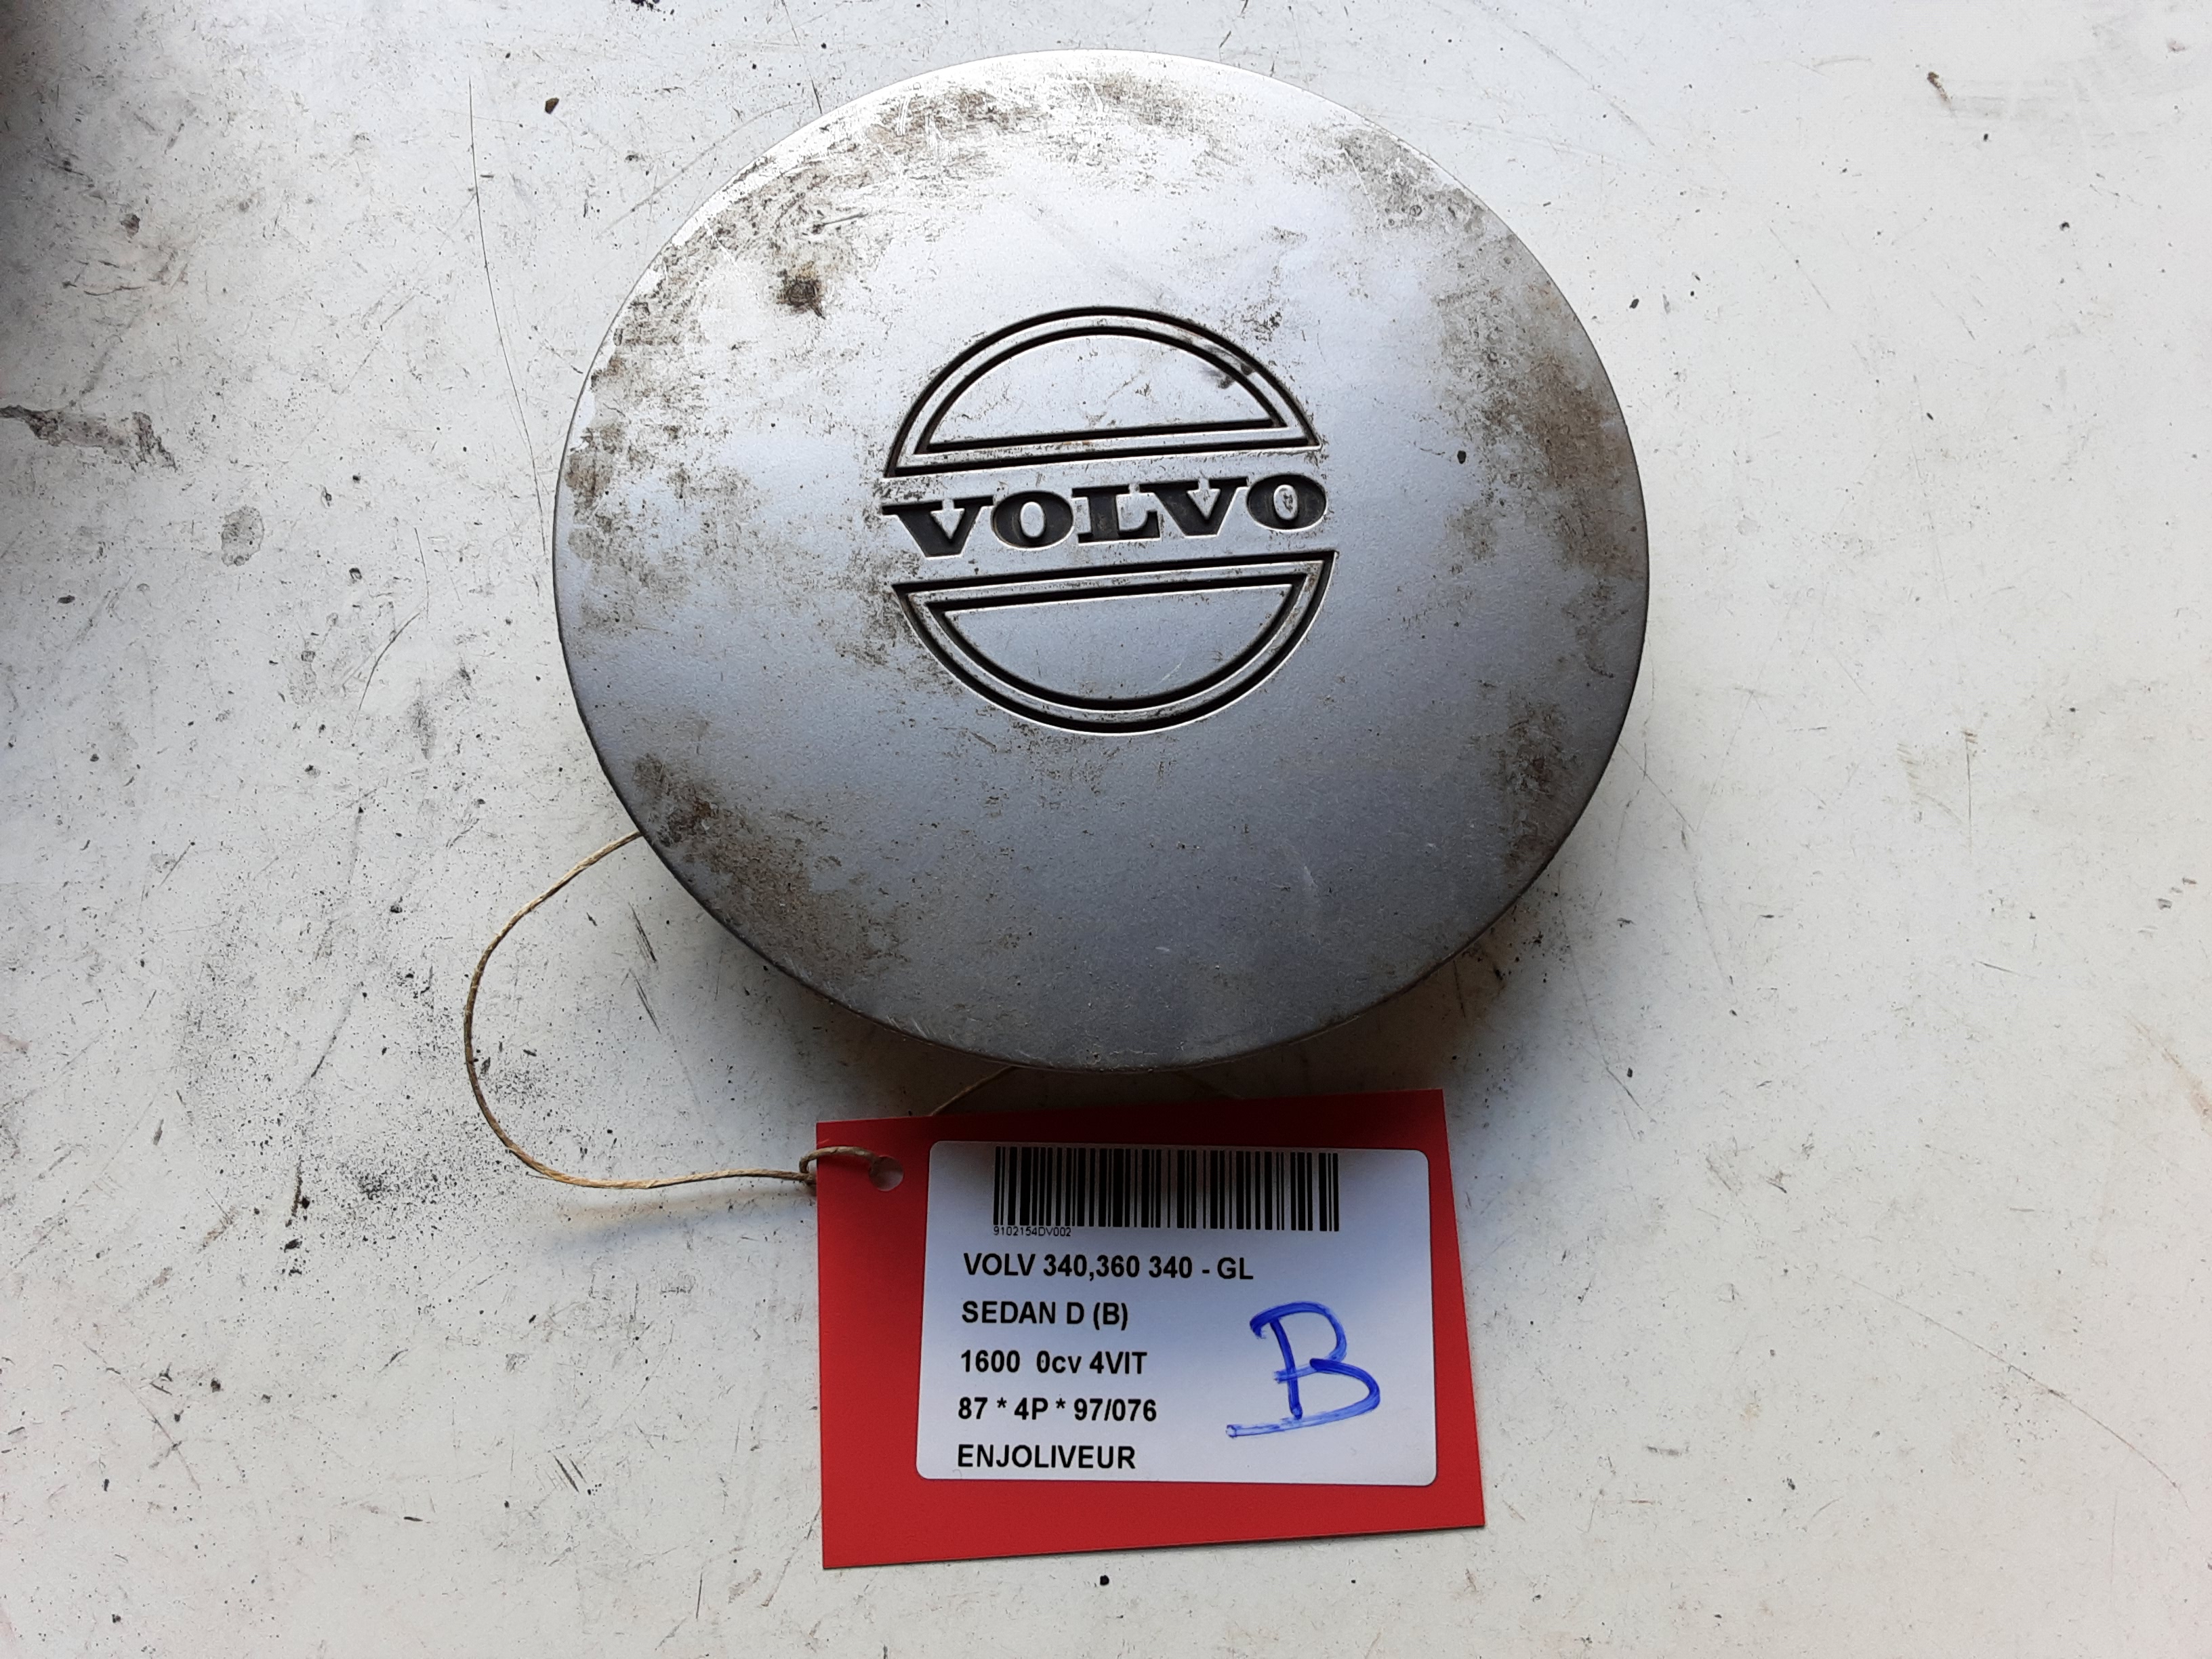 VOLVO
9102154DV002
VOLV 340,360 340 - GL
SEDAN D (B)
1600 0cv 4VIT
87 * 4P * 97/076
ENJOLIVEUR
B